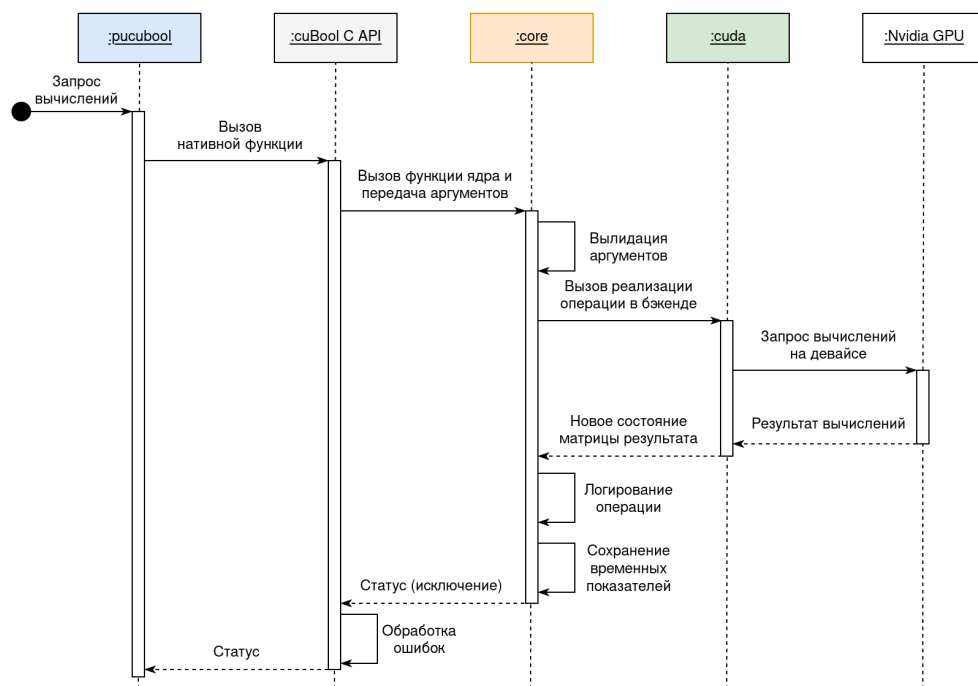 :pucubool
:cuBool C API
:core
:cuda
:Nvidia GPU
Запрос
вычислений
Вызов
нативной функции
Вызов функции ядра и
передача аргументов
Вылидация
аргументов
Вызов реализации
операции в бэкенде
Запрос вычислений
на девайсе
Результат вычислений
Новое состояние
матрицы результата
Логирование
операции
Сохранение
временных
показателей
Статус (исключение)
Обработка
ошибок
Статус